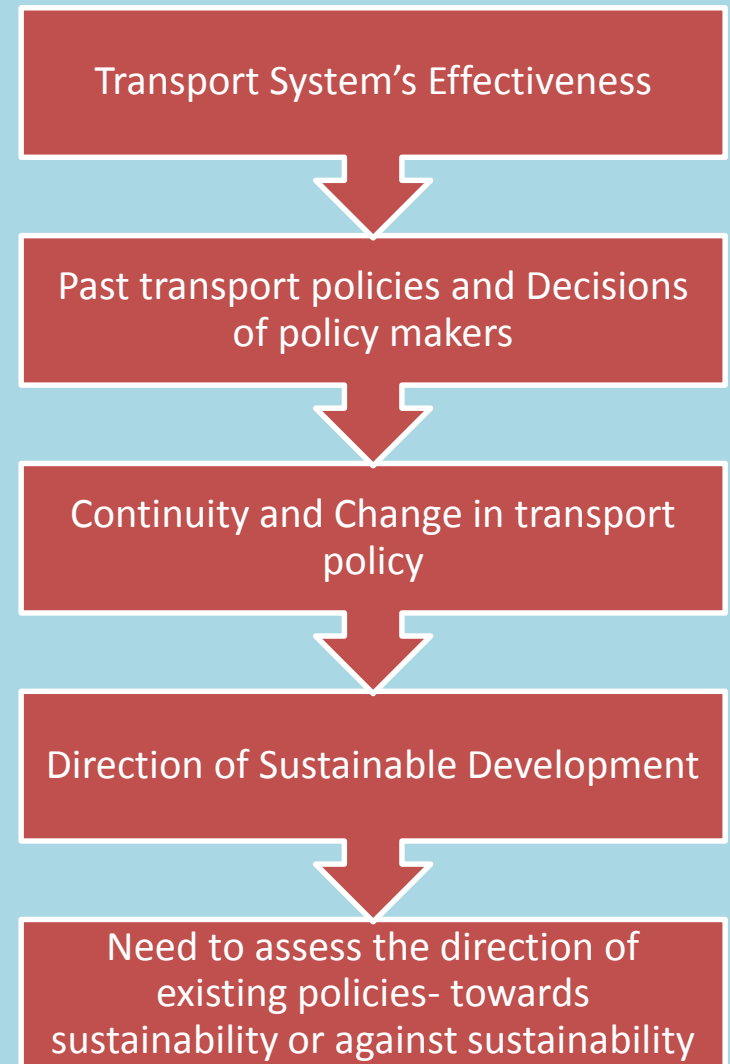 Transport System’s Effectiveness
Past transport policies and Decisions
of policy makers
Continuity and Change in transport
policy
Direction of Sustainable Development
Need to assess the direction of
existing policies- towards
sustainability or against sustainability